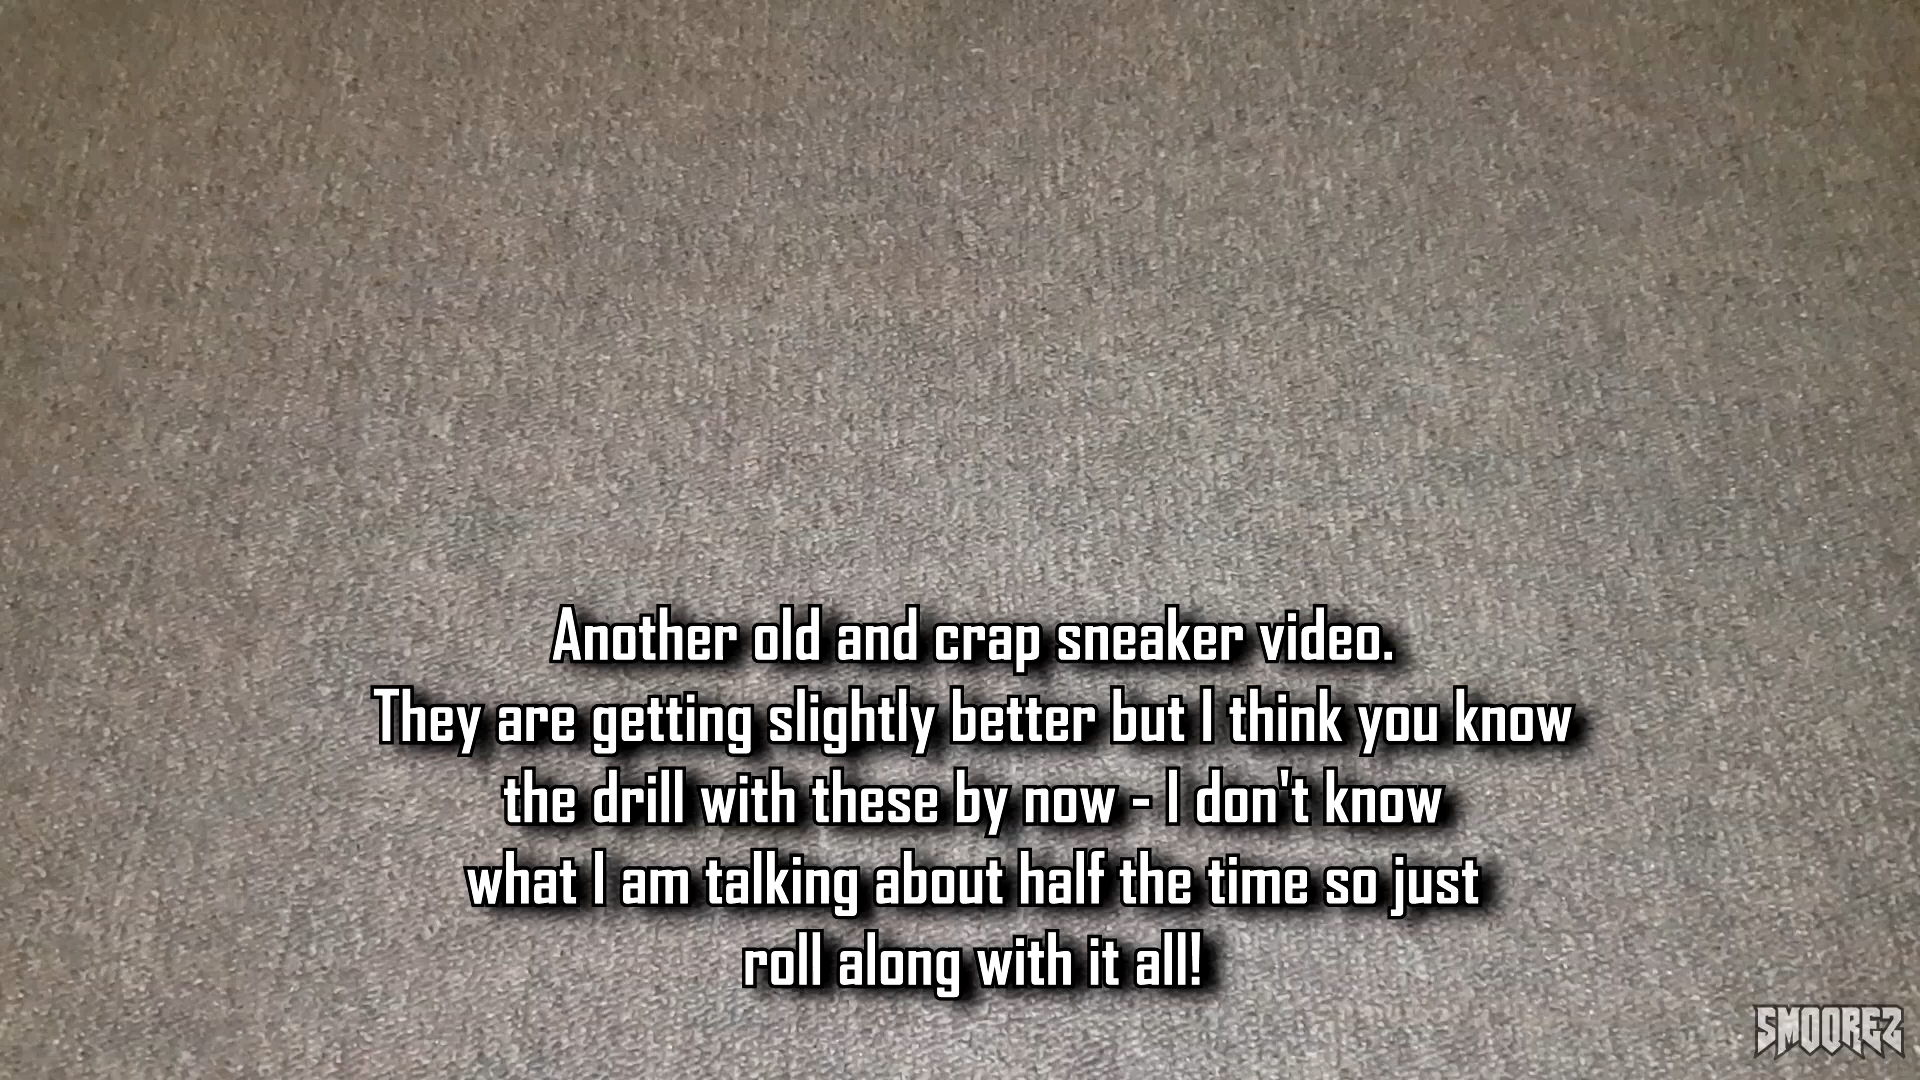 Another old and crap sneaker video.
They are getting slightly better but I think you know
the drill with these by now - I don't know
what I am talking about half the time so just
roll along with it all!
SMOOREZ